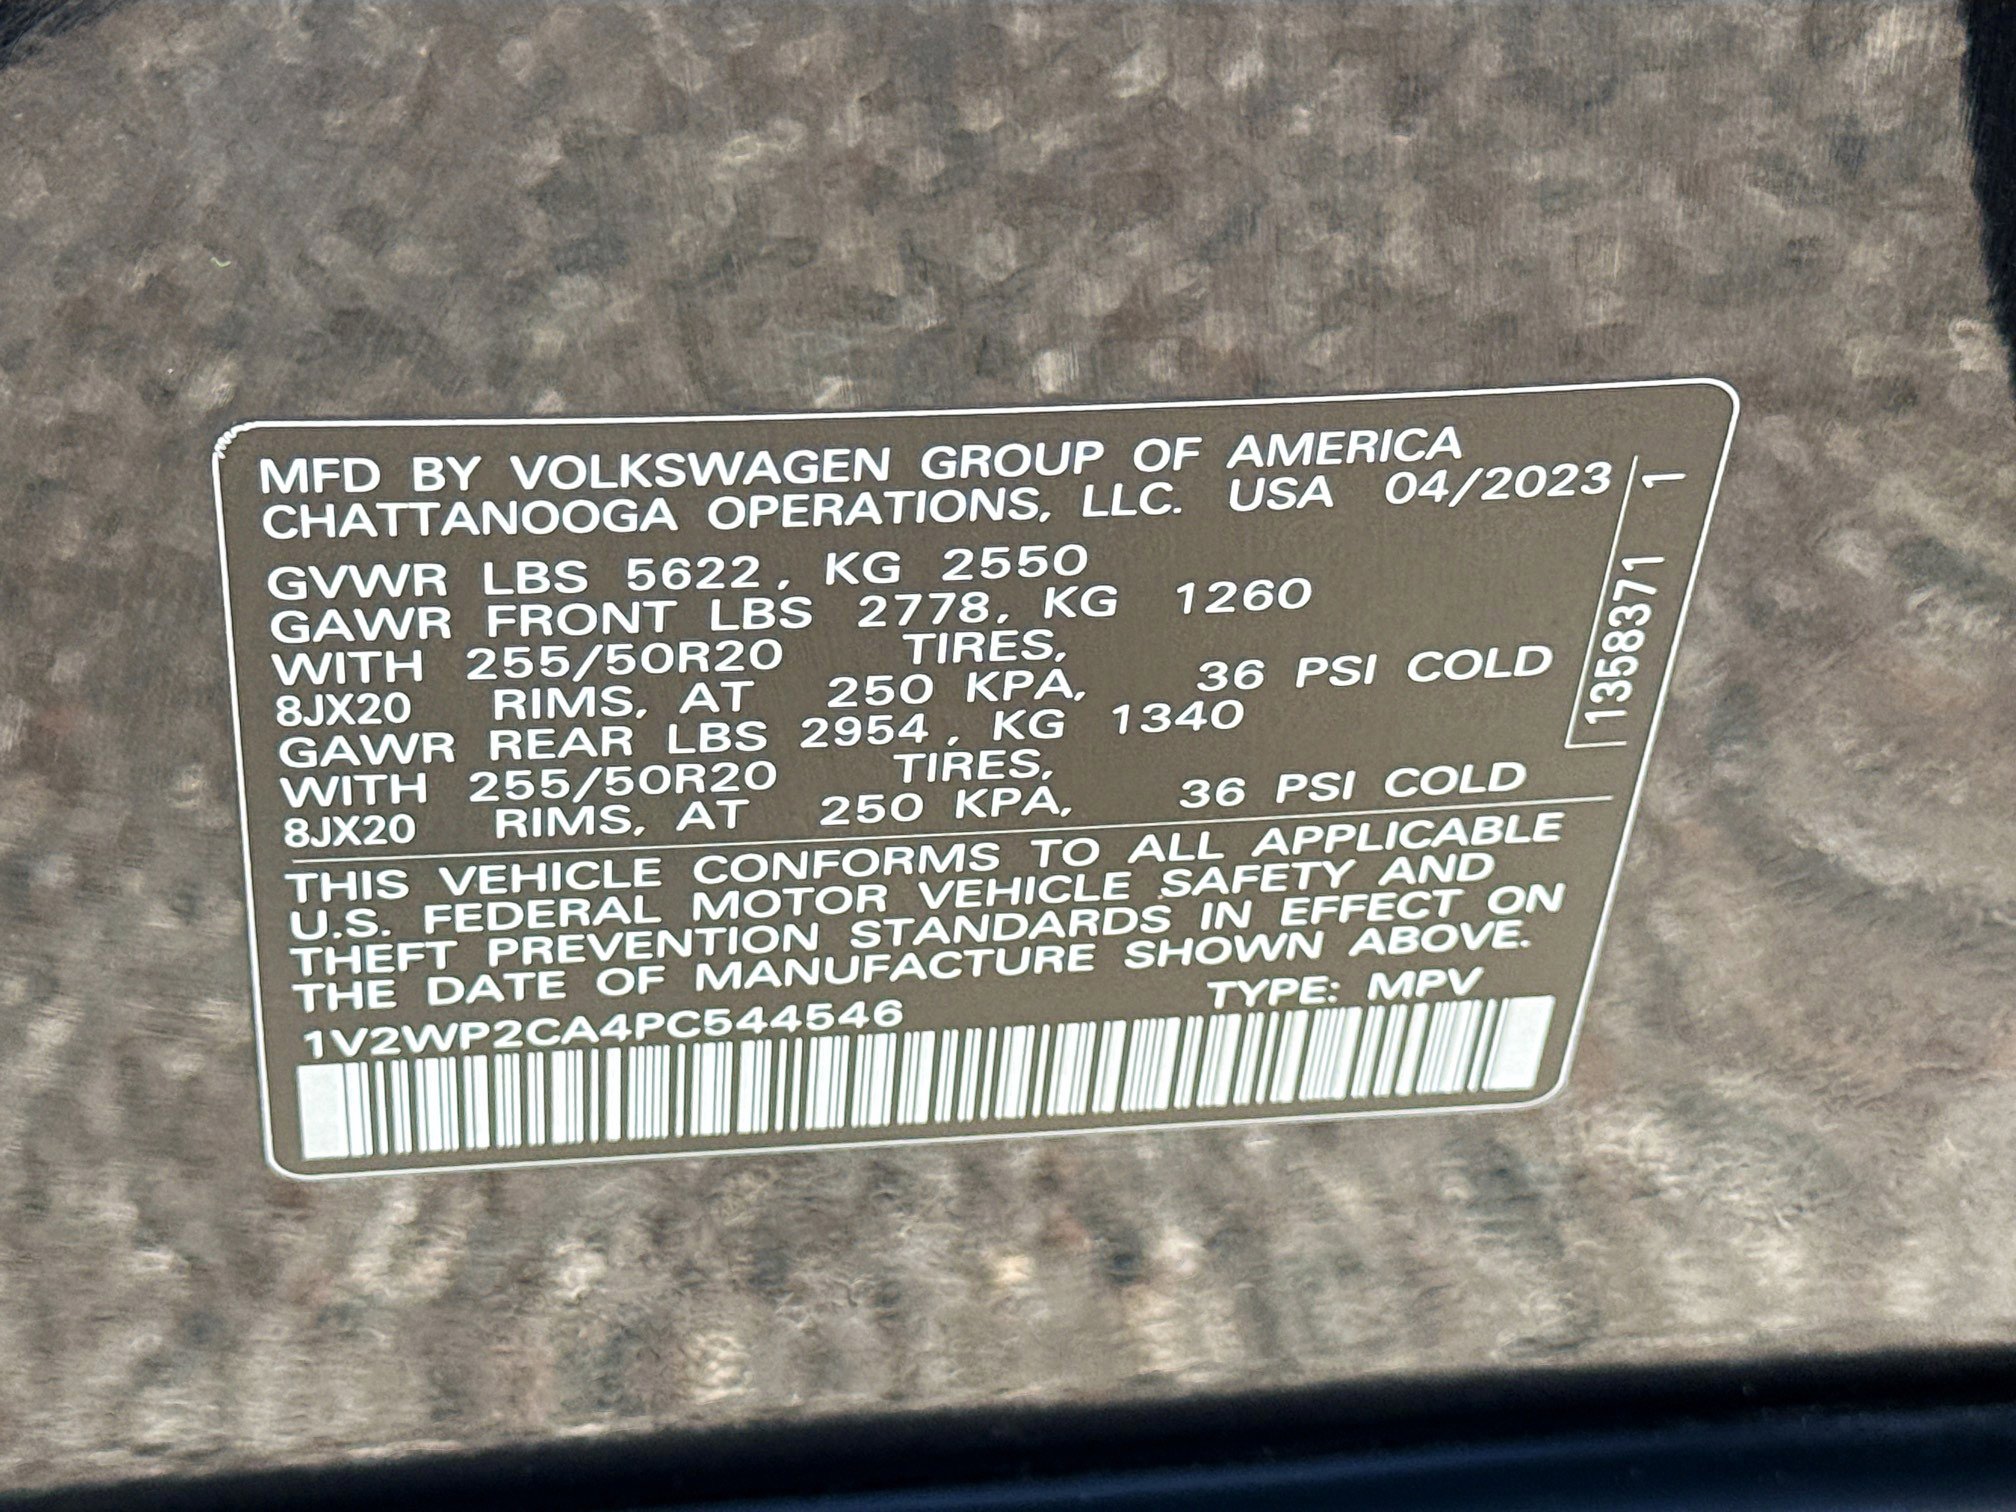 MFD BY VOLKSWAGEN GROUP OF AMERICA
CHATTANOOGA OPERATIONS, LLC. USA 04/2023
GVWR LBS 5622, KG 2550
GAWR FRONT LBS 2778, KG 1260
WITH 255/50R20 TIRES,
8JX20 RIMS, AT 250 KPA, 36 PSI COLD
GAWR REAR LBS 2954, KG 1340
WITH 255/50R20 TIRES,
8JX20 RIMS, AT 250 KPA, 36 PSI COLD
1358371 1
THIS VEHICLE CONFORMS TO ALL APPLICABLE
U.S. FEDERAL MOTOR VEHICLE SAFETY AND
THEFT PREVENTION STANDARDS IN EFFECT ON
THE DATE OF MANUFACTURE SHOWN ABOVE.
1V2WP2CA4PC544546 TYPE: MPV